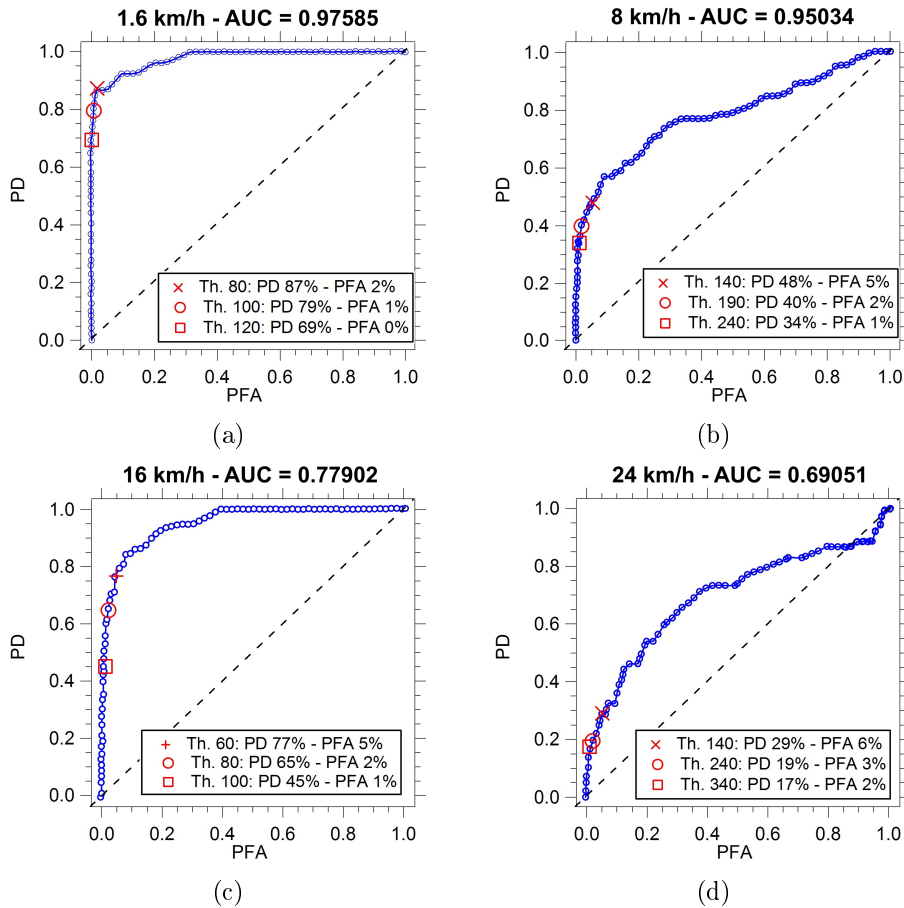 1.6 km/h - AUC = 0.97585
1.0
0.8
0.6
0.4
0.2
0.0
PD
Th. 80: PD 87% - PFA 2%
Th. 100: PD 79% - PFA 1%
Th. 120: PD 69% - PFA 0%
0.0 0.2 0.4 0.6 0.8 1.0
PFA
(a)
8 km/h - AUC = 0.95034
1.0
0.8
0.6
0.4
0.2
0.0
PD
Th. 140: PD 48% - PFA 5%
Th. 190: PD 40% - PFA 2%
Th. 240: PD 34% - PFA 1%
0.0 0.2 0.4 0.6 0.8 1.0
PFA
(b)
16 km/h - AUC = 0.77902
1.0
0.8
0.6
0.4
0.2
0.0
PD
Th. 60: PD 77% - PFA 5%
Th. 80: PD 65% - PFA 2%
Th. 100: PD 45% - PFA 1%
0.0 0.2 0.4 0.6 0.8 1.0
PFA
(c)
24 km/h - AUC = 0.69051
1.0
0.8
0.6
0.4
0.2
0.0
PD
Th. 140: PD 29% - PFA 6%
Th. 240: PD 19% - PFA 3%
Th. 340: PD 17% - PFA 2%
0.0 0.2 0.4 0.6 0.8 1.0
PFA
(d)